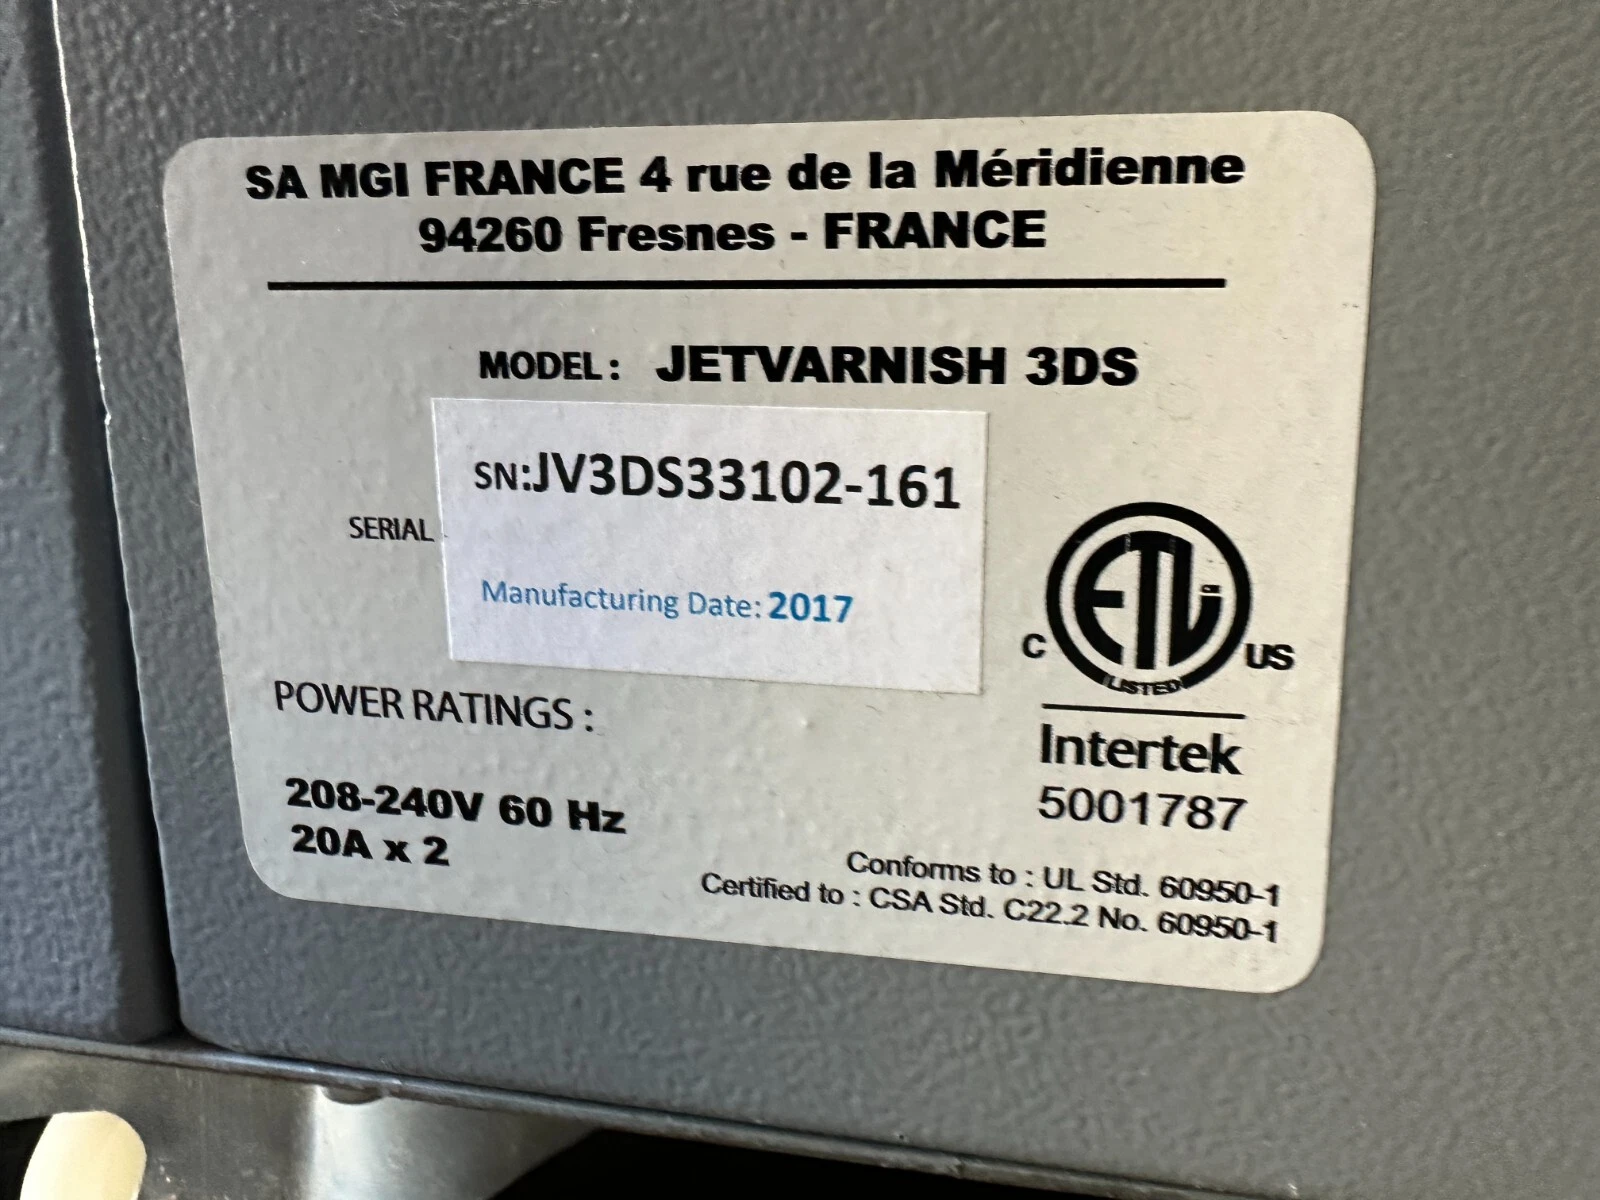 SA MGI FRANCE 4 rue de la Méridienne
94260 Fresnes - FRANCE
MODEL : JETVARNISH 3DS
SN:JV3DS33102-161
SERIAL
Manufacturing Date: 2017
POWER RATINGS :
208-240V 60 Hz
20A x 2
ETL
C US
LISTED
Intertek
5001787
Conforms to : UL Std. 60950-1
Certified to : CSA Std. C22.2 No. 60950-1